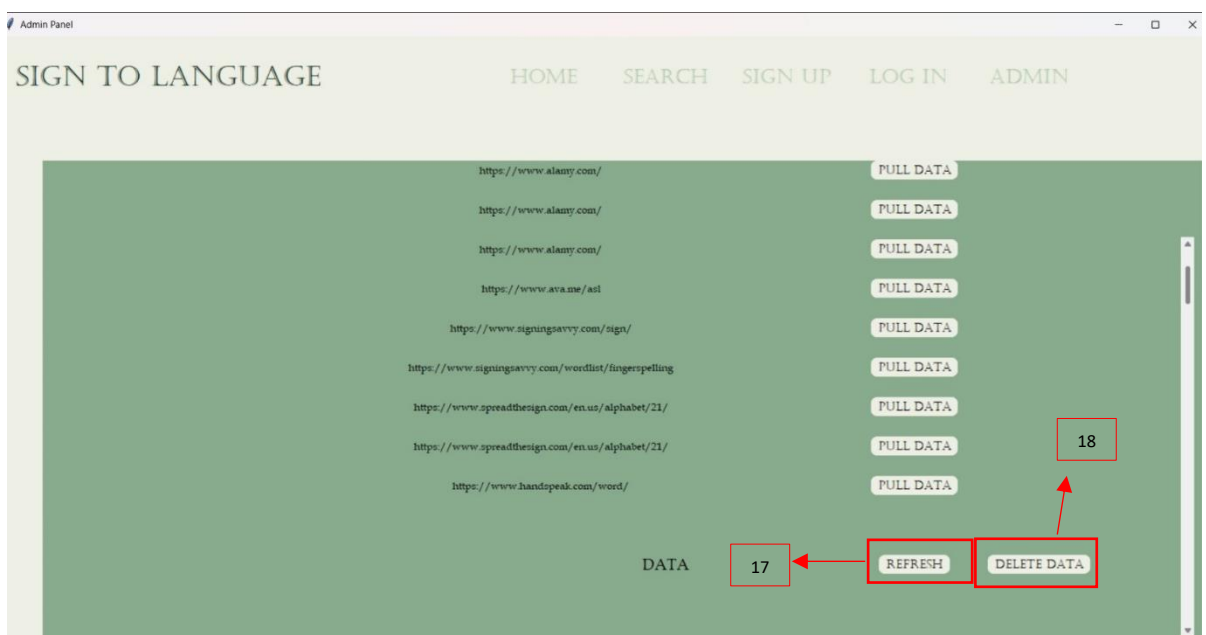 Admin Panel
SIGN TO LANGUAGE HOME SEARCH SIGN UP LOG IN ADMIN
https://www.alamy.com/ PULL DATA
https://www.alamy.com/ PULL DATA
https://www.alamy.com/ PULL DATA
https://www.ava.me/asl PULL DATA
https://www.signingsavvy.com/sign/ PULL DATA
https://www.signingsavvy.com/wordlist/fingerspelling PULL DATA
https://www.spreadthesign.com/en.us/alphabet/21/ PULL DATA
https://www.spreadthesign.com/en.us/alphabet/21/ PULL DATA
18
https://www.handspeak.com/word/ PULL DATA
DATA 17 REFRESH DELETE DATA